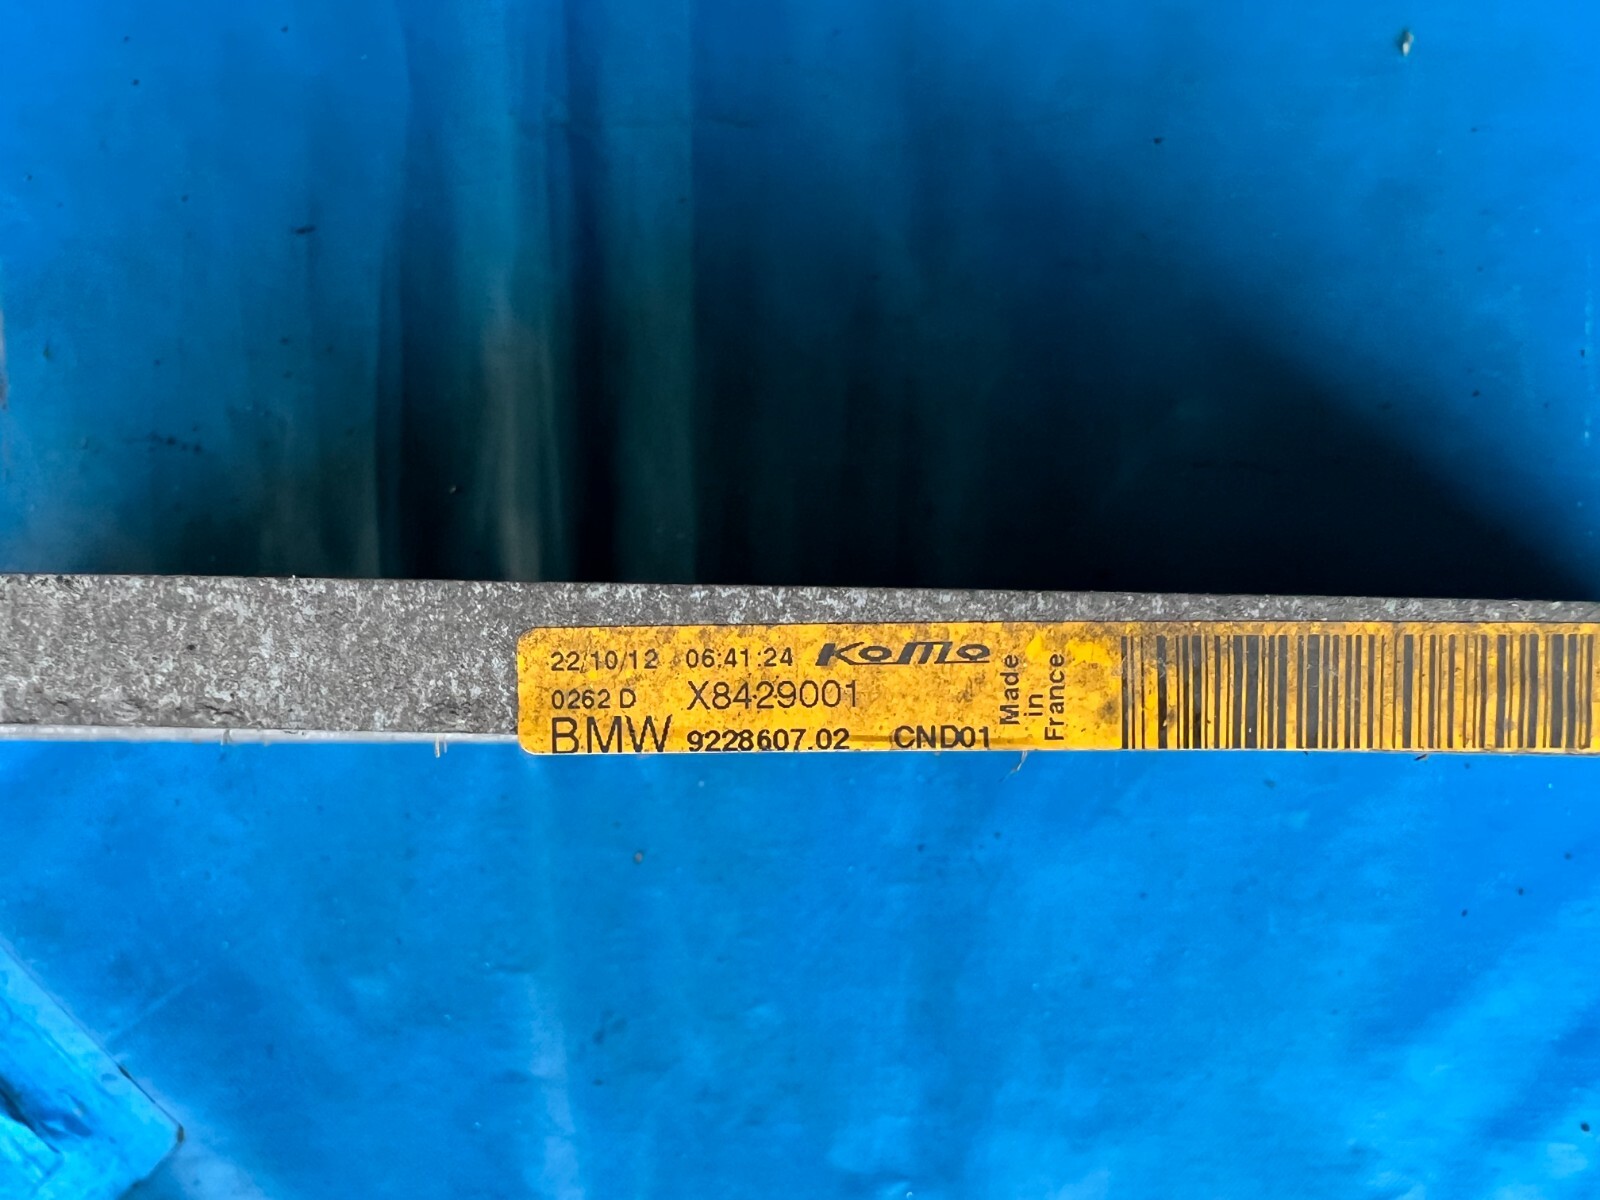 22/10/12 06:41:24 KoMo
0262 D X8429001
BMW 9228607.02 CND01
Made
in
France